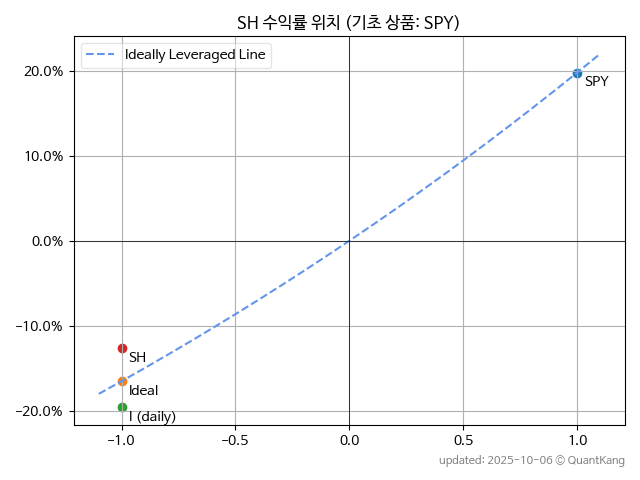 SH 수익률 위치 (기초 상품: SPY)
Ideally Leveraged Line
20.0%
10.0%
0.0%
−10.0%
−20.0%
SPY
SH
Ideal
I (daily)
−1.0
−0.5
0.0
0.5
1.0
updated: 2025-10-06 © QuantKang